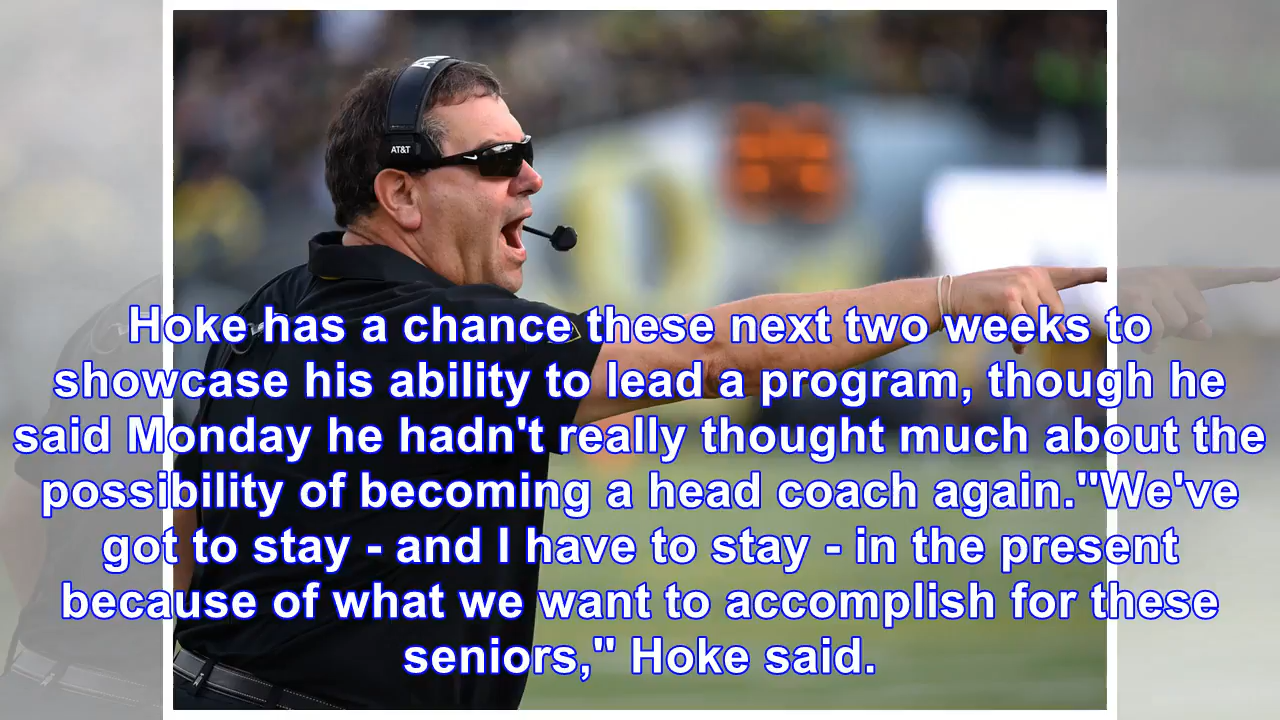 AT&T
Hoke has a chance these next two weeks to
showcase his ability to lead a program, though he
said Monday he hadn't really thought much about the
possibility of becoming a head coach again."We've
got to stay - and I have to stay - in the present
because of what we want to accomplish for these
seniors," Hoke said.